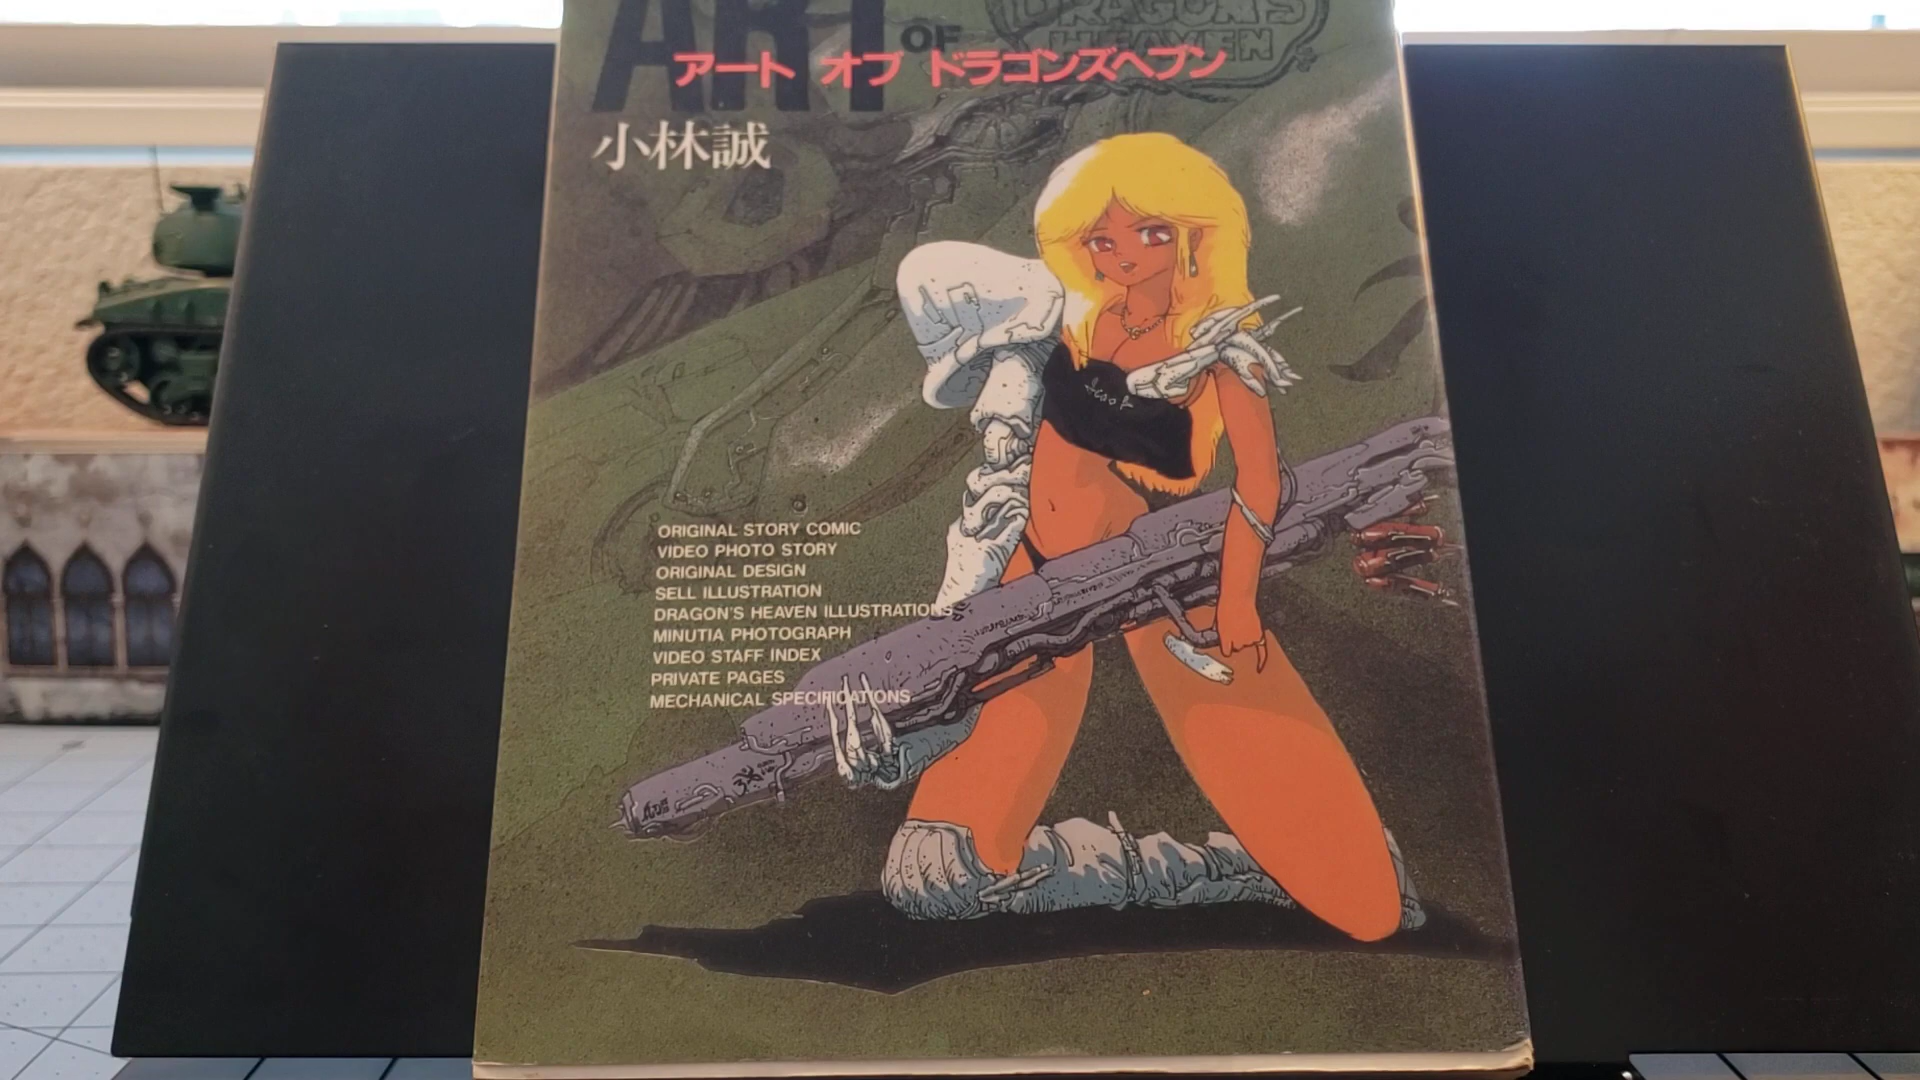 ART OF DRAGON'S HEAVEN
アート オブ ドラゴンズヘブン
小林誠
ORIGINAL STORY COMIC
VIDEO PHOTO STORY
ORIGINAL DESIGN
SELL ILLUSTRATION
DRAGON'S HEAVEN ILLUSTRATIONS
MINUTIA PHOTOGRAPH
VIDEO STAFF INDEX
PRIVATE PAGES
MECHANICAL SPECIFICATIONS